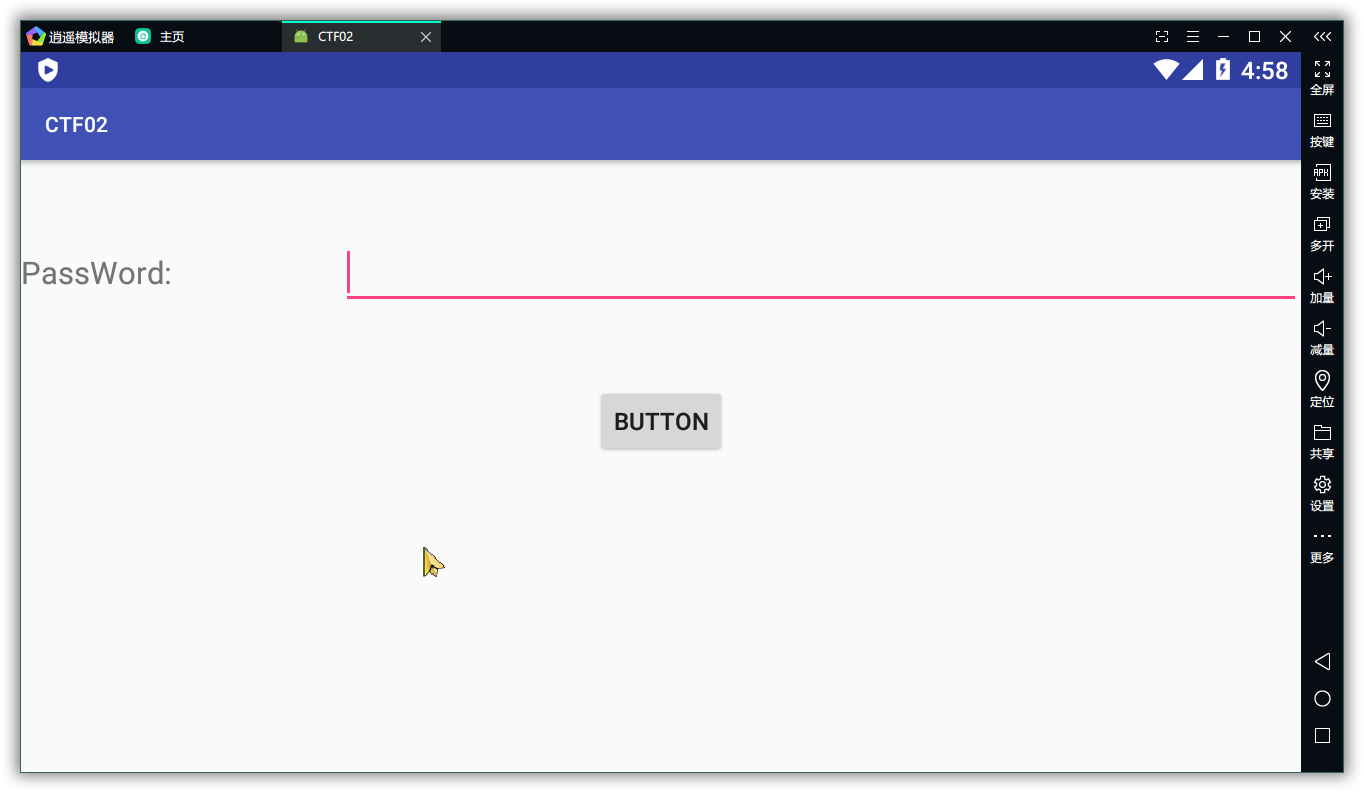 逍遥模拟器 主页 CTF02
4:58
CTF02
PassWord:
BUTTON
全屏
按键
APK
安装
多开
加量
减量
定位
共享
设置
更多